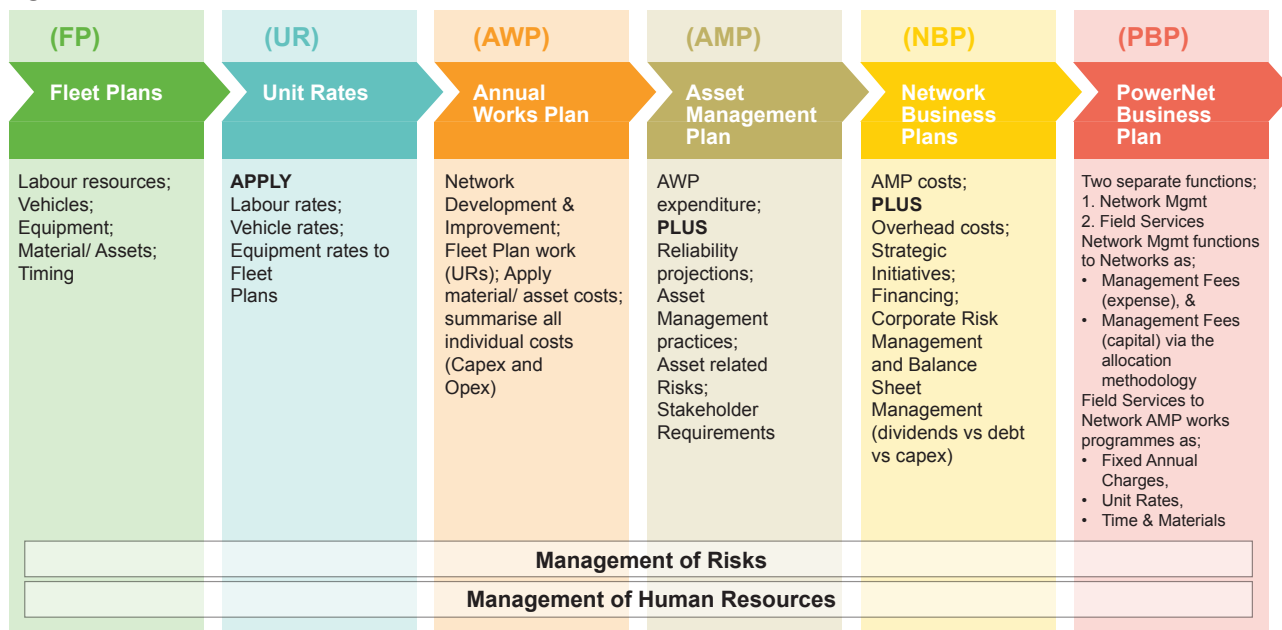 (FP)
Fleet Plans
Labour resources;
Vehicles;
Equipment;
Material/ Assets;
Timing
(UR)
Unit Rates
APPLY
Labour rates;
Vehicle rates;
Equipment rates to
Fleet
Plans
(AWP)
Annual
Works Plan
Network
Development &
Improvement;
Fleet Plan work
(URs); Apply
material/ asset costs;
summarise all
individual costs
(Capex and
Opex)
(AMP)
Asset
Management
Plan
AWP
expenditure;
PLUS
Reliability
projections;
Asset
Management
practices;
Asset related
Risks;
Stakeholder
Requirements
(NBP)
Network
Business
Plans
AMP costs;
PLUS
Overhead costs;
Strategic
Initiatives;
Financing;
Corporate Risk
Management
and Balance
Sheet
Management
(dividends vs debt
vs capex)
(PBP)
PowerNet
Business
Plan
Two separate functions;
1. Network Mgmt
2. Field Services
Network Mgmt functions
to Networks as;
• Management Fees
(expense), &
• Management Fees
(capital) via the
allocation
methodology
Field Services to
Network AMP works
programmes as;
• Fixed Annual
Charges,
• Unit Rates,
• Time & Materials
Management of Risks
Management of Human Resources